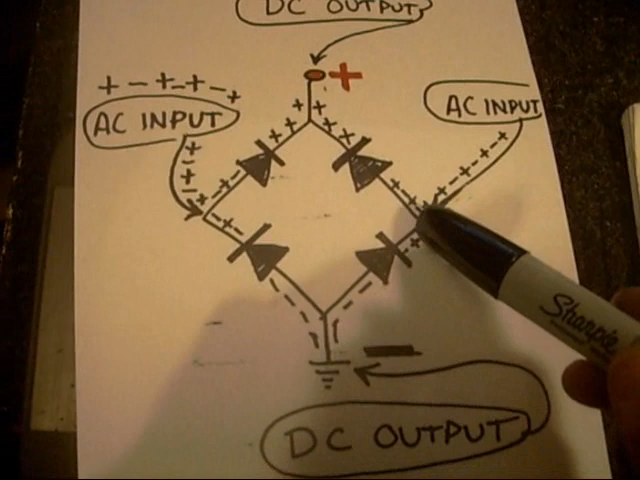 DC OUTPUT
+
+ - + - + - +
AC INPUT
AC INPUT
Sharpie
-
DC OUTPUT